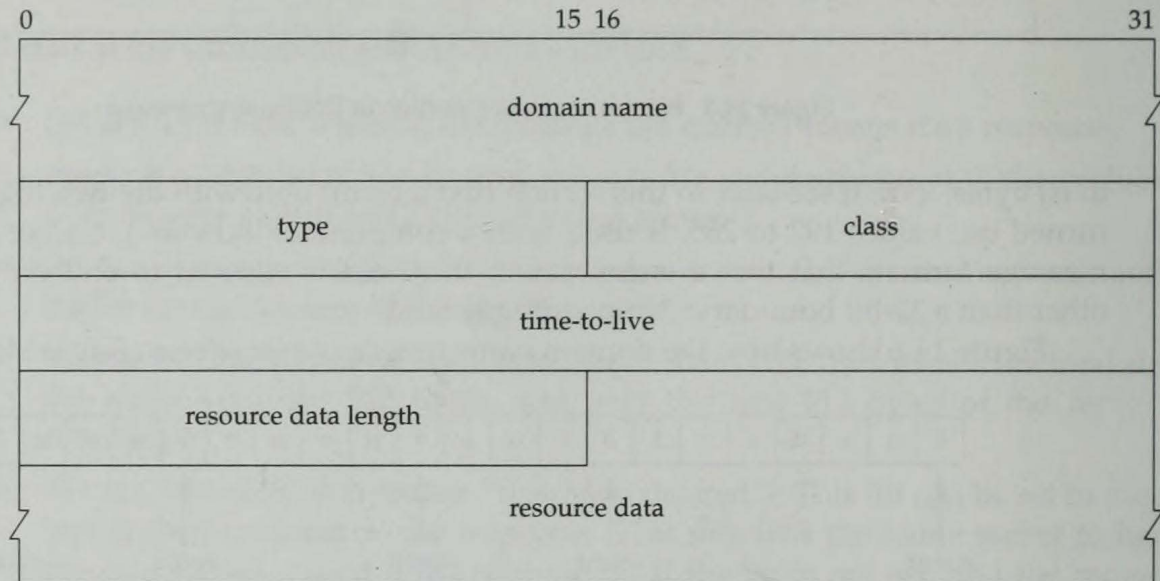 0 15 16 31
domain name
type class
time-to-live
resource data length
resource data